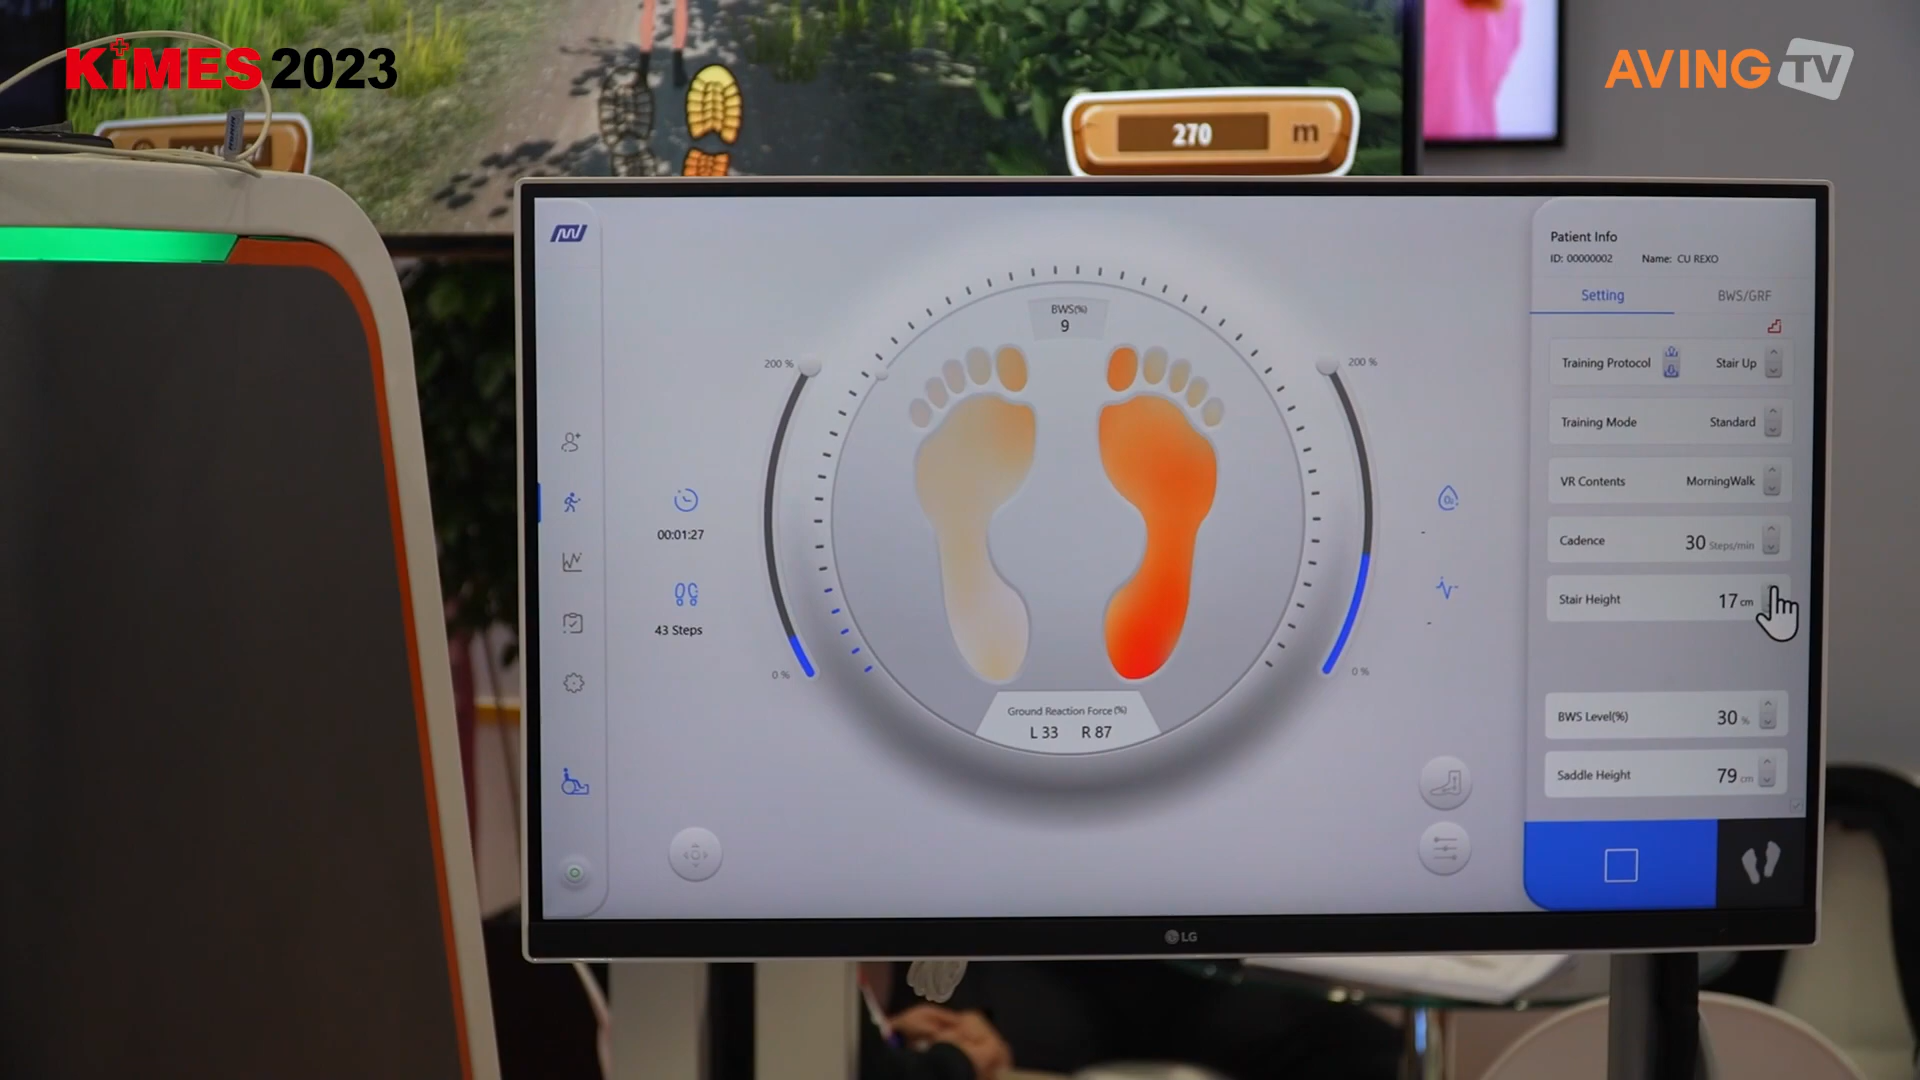 KiMES 2023
AVING TV
270 m
Patient Info
ID: 00000002 Name: CU REXO
Setting BWS/GRF
BWS(%)
9
200 %
200 %
Training Protocol Stair Up
Training Mode Standard
VR Contents MorningWalk
Cadence 30 Steps/min
Stair Height 17 cm
00:01:27
43 Steps
0 %
0 %
Ground Reaction Force (%)
L 33 R 87
BWS Level(%) 30 %
Saddle Height 79 cm
LG